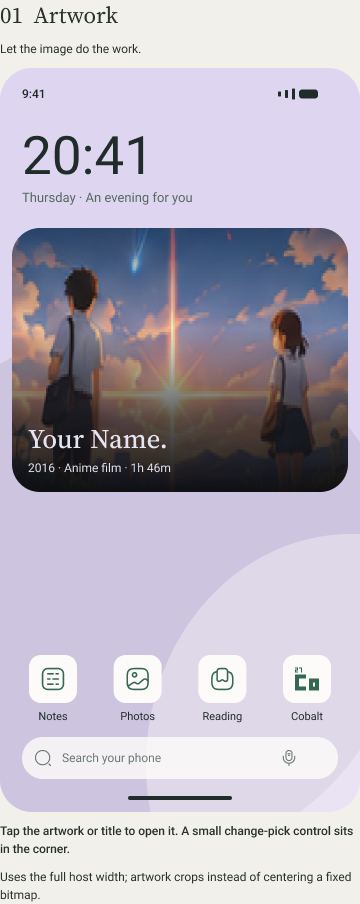 01 Artwork
Let the image do the work.
9:41
20:41
Thursday · An evening for you
Your Name.
2016 · Anime film · 1h 46m
27
Co
Notes
Photos
Reading
Cobalt
Search your phone
Tap the artwork or title to open it. A small change-pick control sits
in the corner.
Uses the full host width; artwork crops instead of centering a fixed
bitmap.